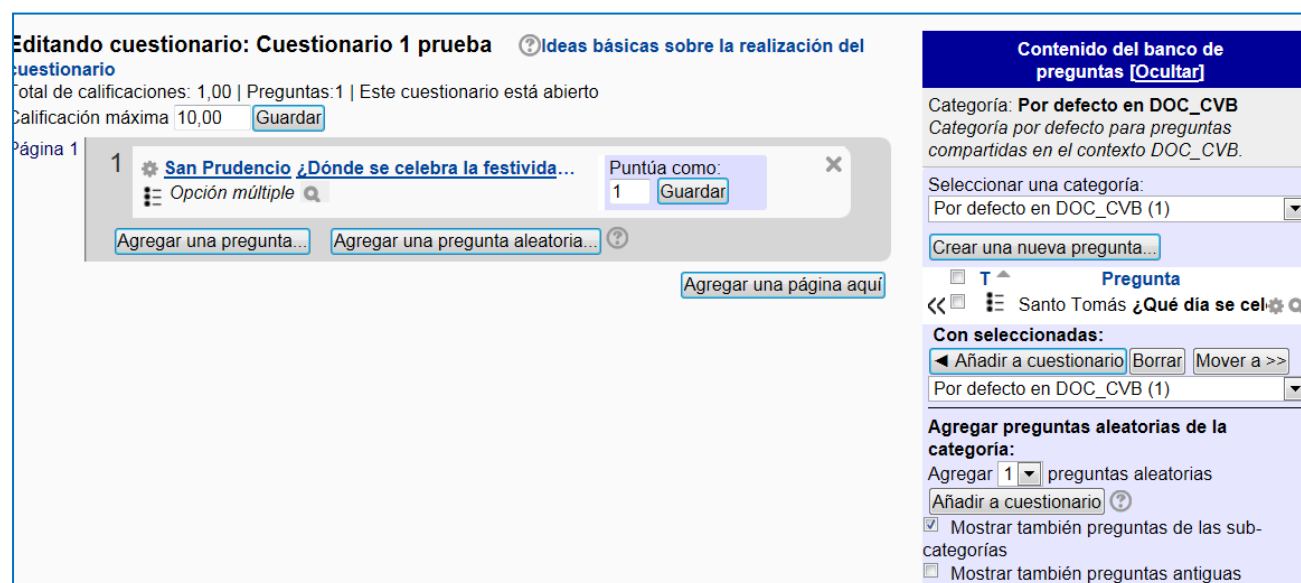 Editando cuestionario: Cuestionario 1 prueba ?Ideas básicas sobre la realización del
cuestionario
Total de calificaciones: 1,00 | Preguntas:1 | Este cuestionario está abierto
Calificación máxima 10,00 Guardar
Página 1
1 San Prudencio ¿Dónde se celebra la festivida... Puntúa como:
Opción múltiple 1 Guardar
Agregar una pregunta... Agregar una pregunta aleatoria... ?
Agregar una página aquí
Contenido del banco de
preguntas [Ocultar]
Categoría: Por defecto en DOC_CVB
Categoría por defecto para preguntas
compartidas en el contexto DOC_CVB.
Seleccionar una categoría:
Por defecto en DOC_CVB (1)
Crear una nueva pregunta...
T Pregunta
Santo Tomás ¿Qué día se cel
Con seleccionadas:
◄ Añadir a cuestionario Borrar Mover a >>
Por defecto en DOC_CVB (1)
Agregar preguntas aleatorias de la
categoría:
Agregar 1 preguntas aleatorias
Añadir a cuestionario ?
Mostrar también preguntas de las sub-
categorías
Mostrar también preguntas antiguas